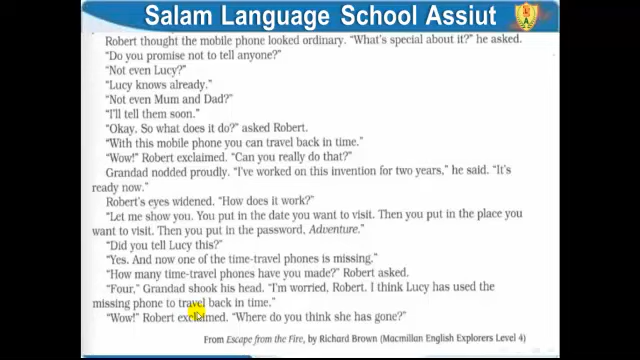 Salam Language School Assiut
Robert thought the mobile phone looked ordinary. "What's special about it?" he asked.
"Do you promise not to tell anyone?"
"Not even Lucy?"
"Lucy knows already."
"Not even Mum and Dad?"
"I'll tell them soon."
"Okay. So what does it do?" asked Robert.
"With this mobile phone you can travel back in time."
"Wow!" Robert exclaimed. "Can you really do that?"
Grandad nodded proudly. "I've worked on this invention for two years," he said. "It's
ready now."
Robert's eyes widened. "How does it work?"
"Let me show you. You put in the date you want to visit. Then you put in the place you
want to visit. Then you put in the password, Adventure."
"Did you tell Lucy this?"
"Yes. And now one of the time-travel phones is missing."
"How many time-travel phones have you made?" Robert asked.
"Four," Grandad shook his head. "I'm worried, Robert. I think Lucy has used the
missing phone to travel back in time."
"Wow!" Robert exclaimed. "Where do you think she has gone?"
From Escape from the Fire, by Richard Brown (Macmillan English Explorers Level 4)